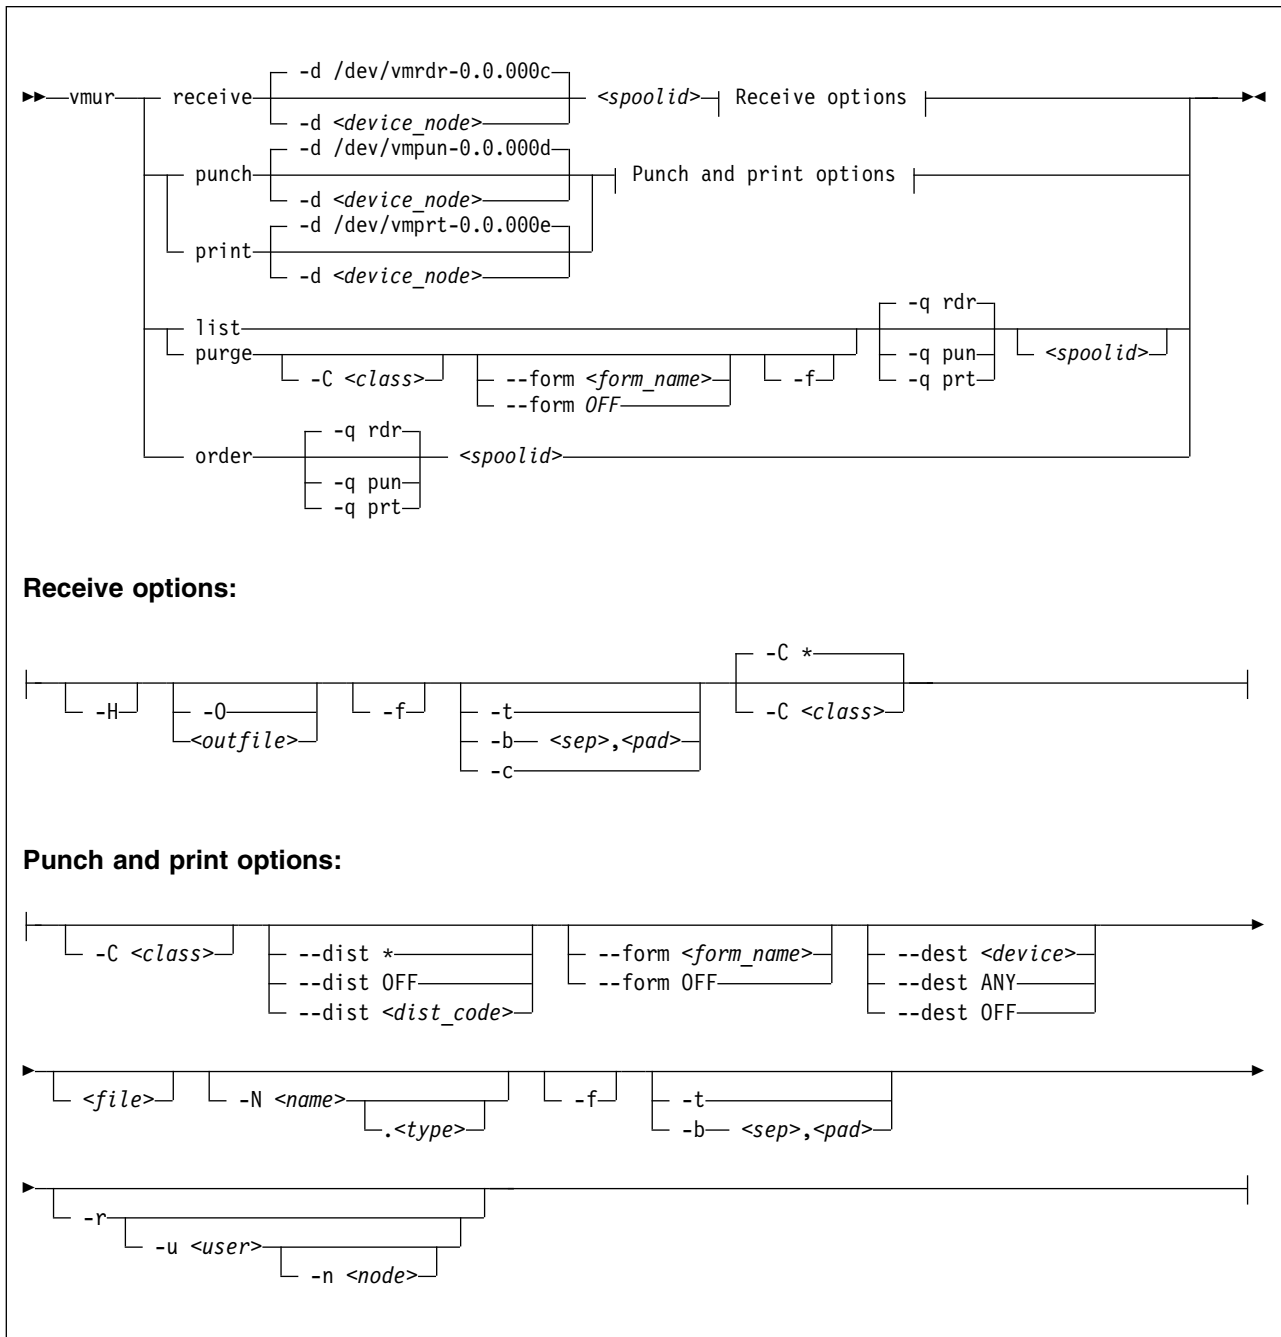 -d /dev/vmrdr-0.0.000c
vmur receive <spoolid> Receive options
-d <device_node>
-d /dev/vmpun-0.0.000d
punch Punch and print options
-d <device_node>
-d /dev/vmprt-0.0.000e
print
-d <device_node>
-q rdr
list
purge -q pun <spoolid>
-C <class> --form <form_name> -f -q prt
--form OFF
-q rdr
order <spoolid>
-q pun
-q prt
Receive options:
-C *
-H -O -f -t -C <class>
<outfile> -b <sep>,<pad>
-c
Punch and print options:
-C <class> --dist * --form <form_name> --dest <device>
--dist OFF --form OFF --dest ANY
--dist <dist_code> --dest OFF
<file> -N <name> -f -t
.<type> -b <sep>,<pad>
-r
-u <user>
-n <node>